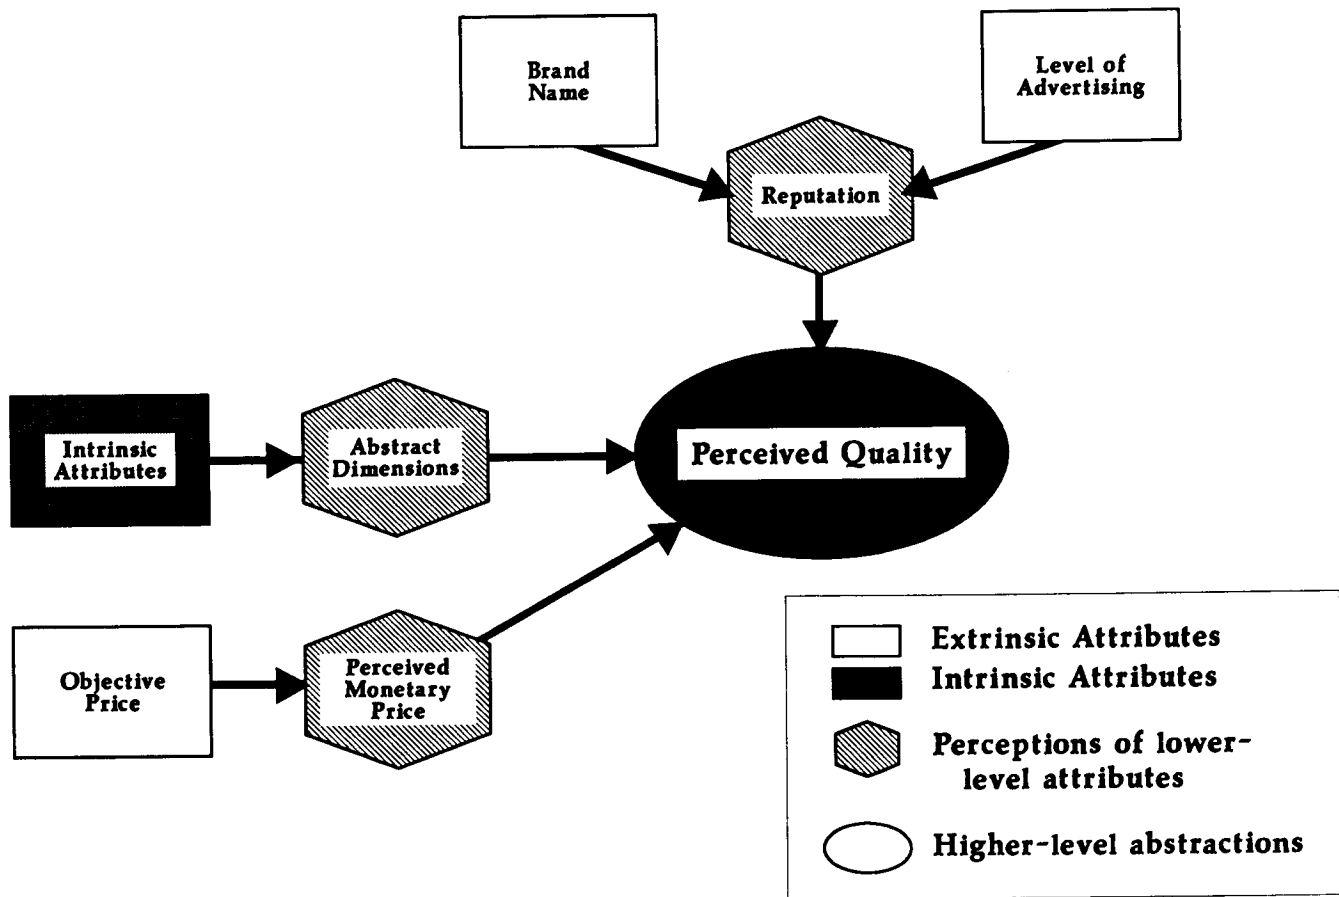 Brand
Name
Level of
Advertising
Reputation
Intrinsic
Attributes
Abstract
Dimensions
Perceived Quality
Objective
Price
Perceived
Monetary
Price
Extrinsic Attributes
Intrinsic Attributes
Perceptions of lower-
level attributes
Higher-level abstractions